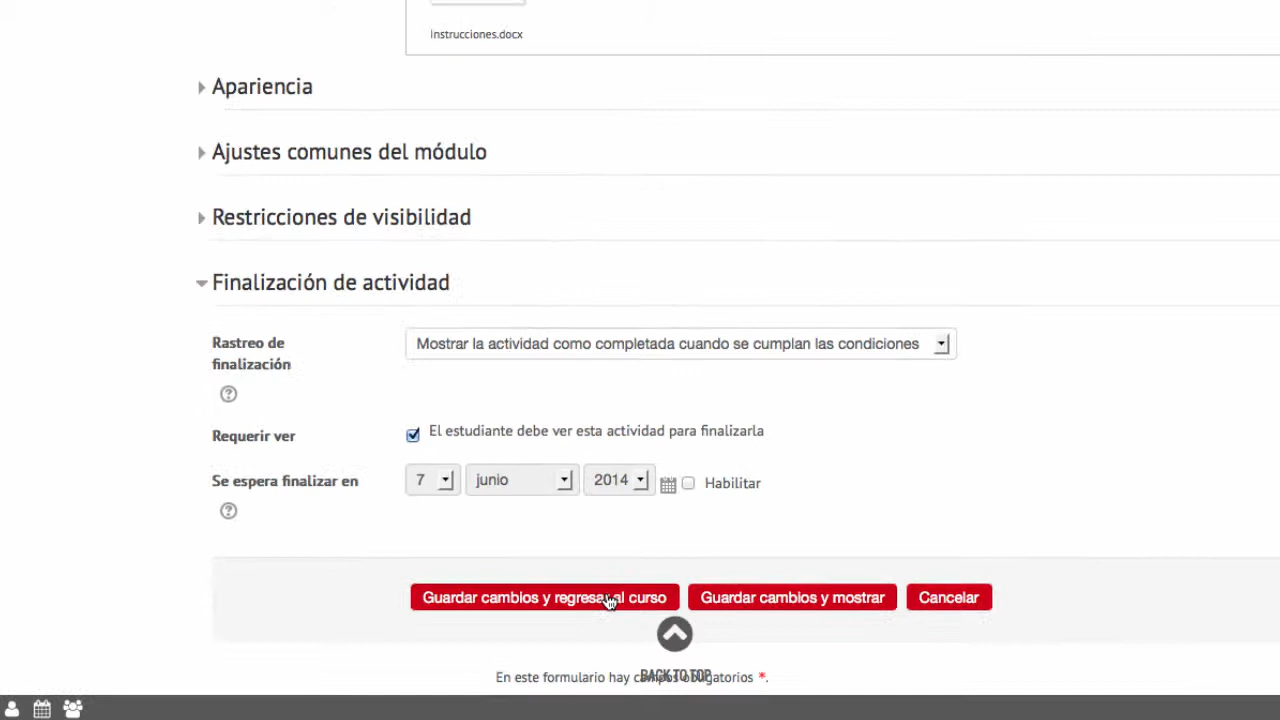 instrucciones.docx
Apariencia
Ajustes comunes del módulo
Restricciones de visibilidad
Finalización de actividad
Rastreo de
finalización
Mostrar la actividad como completada cuando se cumplan las condiciones
Requerir ver
El estudiante debe ver esta actividad para finalizarla
Se espera finalizar en
7 junio 2014 Habilitar
Guardar cambios y regresar al curso Guardar cambios y mostrar Cancelar
BACK TO TOP
En este formulario hay campos obligatorios *.